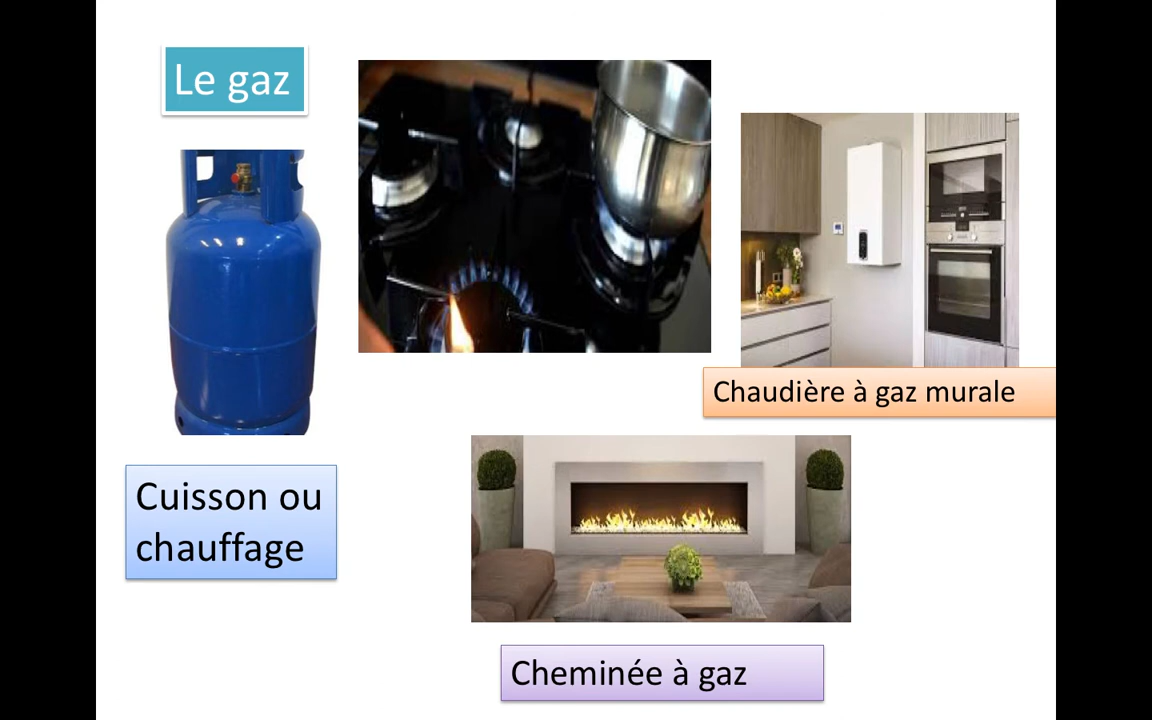 Le gaz
Chaudière à gaz murale
Cuisson ou
chauffage
Cheminée à gaz